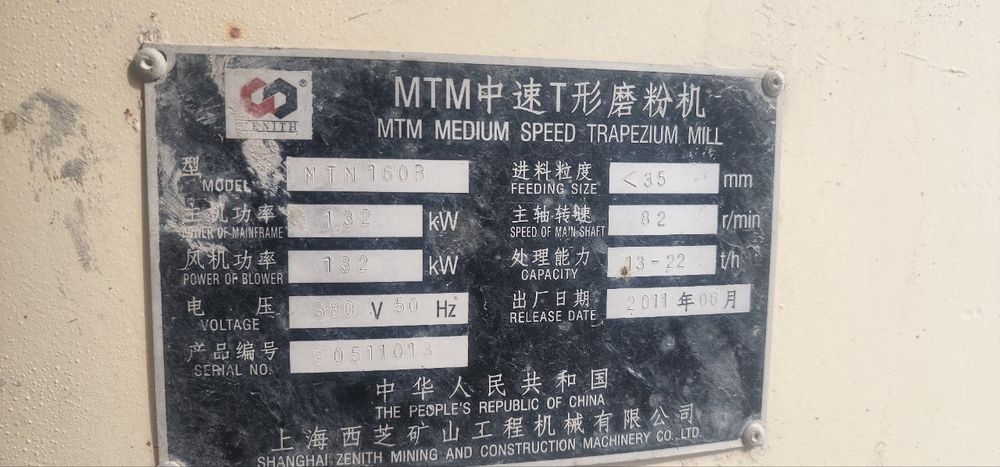 ZENITH
®
MTM中速T形磨粉机
MTM MEDIUM SPEED TRAPEZIUM MILL
型
MODEL MTM 160B
进料粒度 <35 mm
FEEDING SIZE
主机功率 132 kW
POWER OF MAINFRAME
主轴转速 82 r/min
SPEED OF MAIN SHAFT
风机功率 132 kW
POWER OF BLOWER
处理能力 13-22 t/h
CAPACITY
电 压 380 V 50 Hz
VOLTAGE
出厂日期 2011 年 06 月
RELEASE DATE
产品编号 S0511013
SERIAL NO.
中华人民共和国
THE PEOPLE'S REPUBLIC OF CHINA
上海西芝矿山工程机械有限公司
SHANGHAI ZENITH MINING AND CONSTRUCTION MACHINERY CO., LTD.